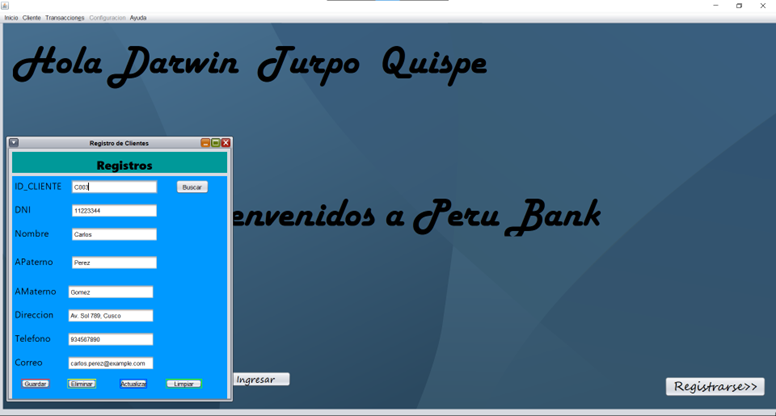 Inicio Cliente Transacciones Configuracion Ayuda
Hola Darwin Turpo Quispe
Registro de Clientes
Registros
ID_CLIENTE C003 Buscar
DNI 11223344
Nombre Carlos
envenidos a Peru Bank
APaterno Perez
AMaterno Gomez
Direccion Av. Sol 789, Cusco
Telefono 934567890
Correo carlos.perez@example.com
Guardar Eliminar Actualizar Limpiar
Ingresar
Registrarse>>